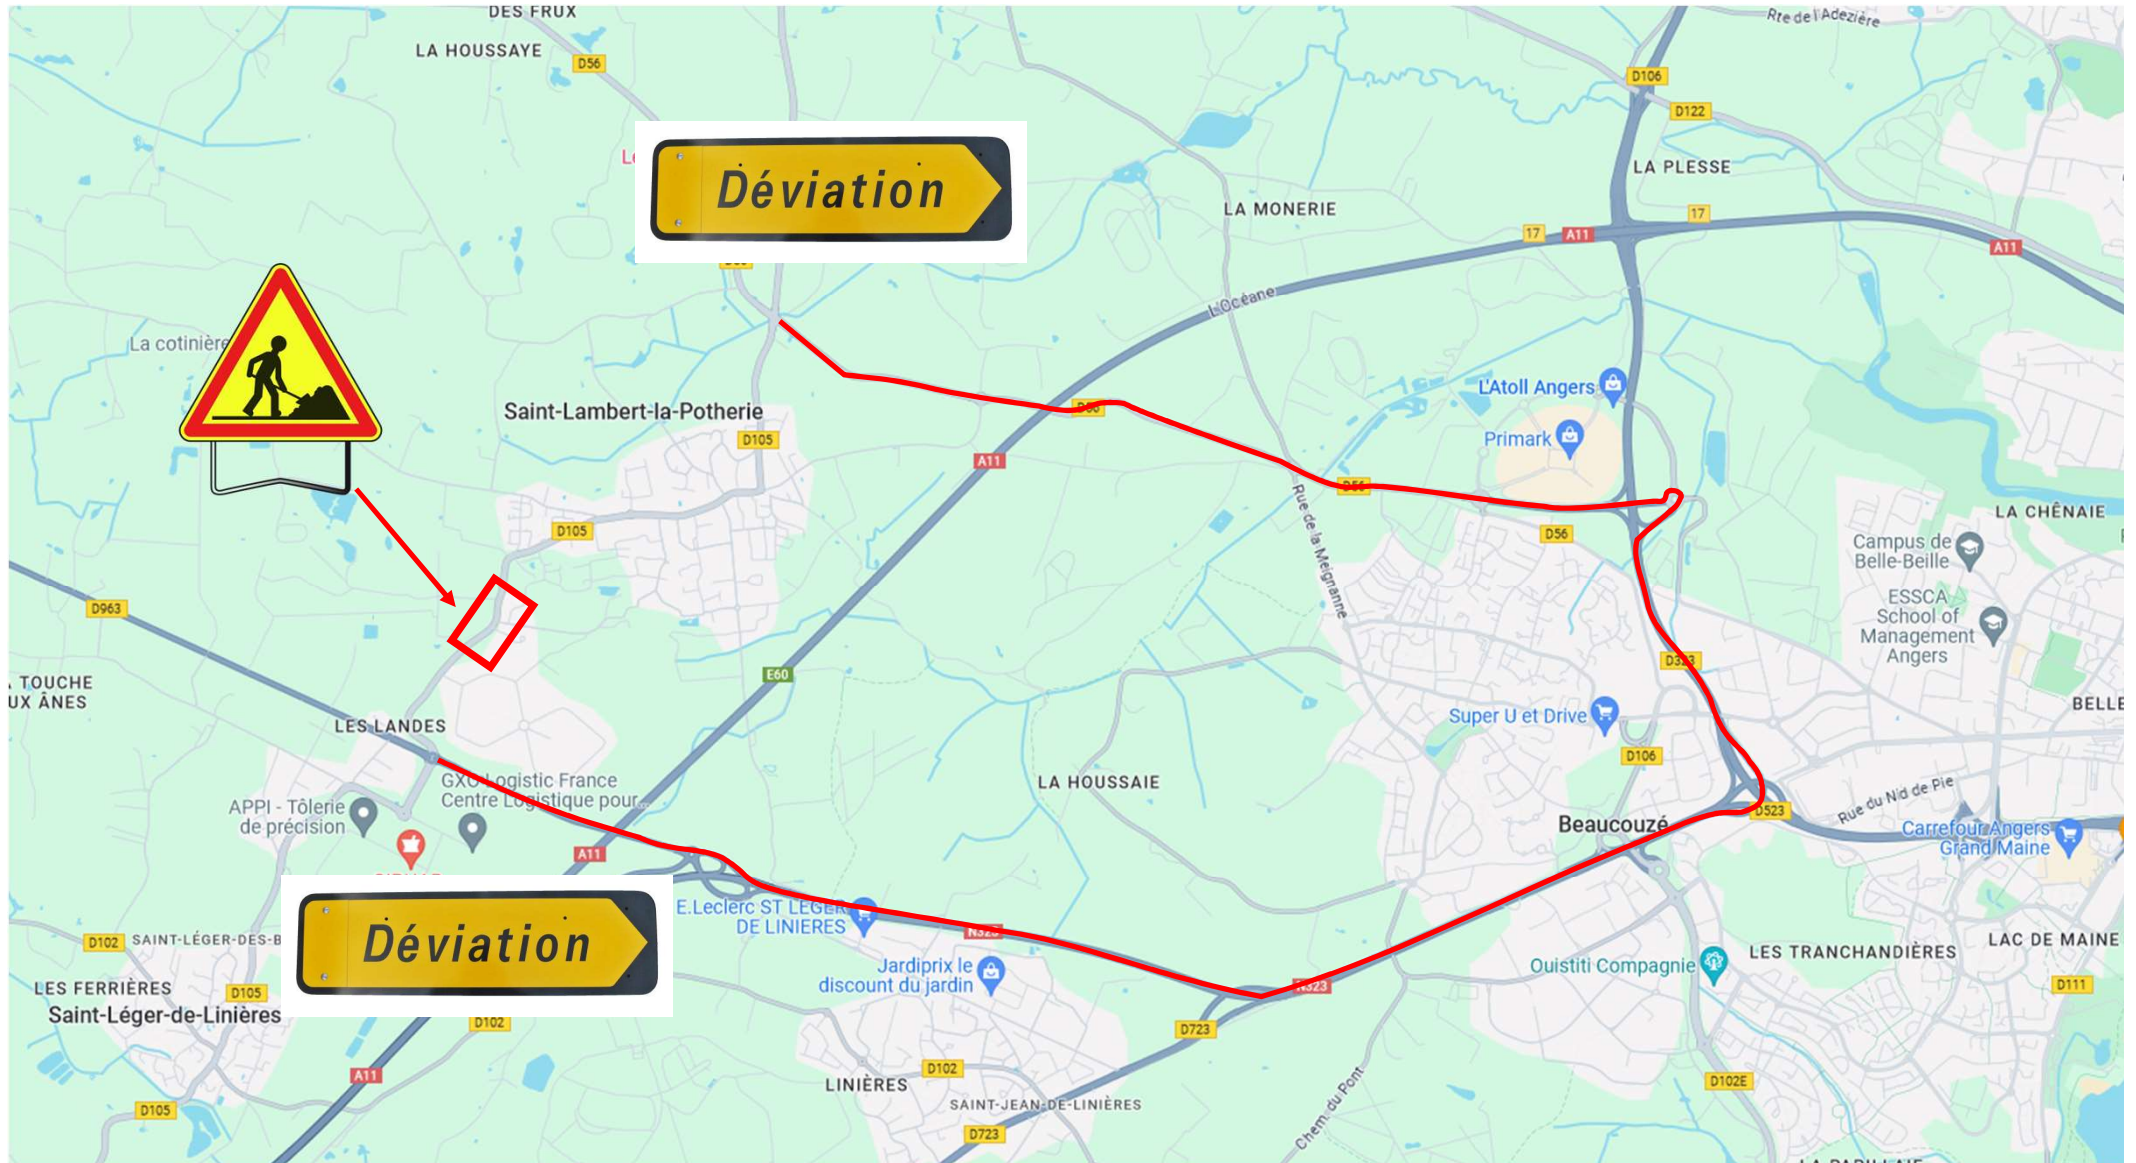 DES FRUX
LA HOUSSAYE
D56
Rte de l'Adezière
D106
D122
LA PLESSE
Déviation
LA MONERIE
17
A11
17
A11
L'Océane
La cotinière
Saint-Lambert-la-Potherie
D105
L'Atoll Angers
Primark
A11
D56
D105
D56
Rue de la Meignanne
LA CHÊNAIE
Campus de
Belle-Beille
ESSCA
School of
Management
Angers
D963
E60
D323
TOUCHE
UX ÂNES
LES LANDES
BELLE
Super U et Drive
D106
GXO Logistic France
Centre Logistique pour...
APPI - Tôlerie
de précision
LA HOUSSAIE
Rue du Nid de Pie
D523
Beaucouzé
Carrefour Angers
Grand Maine
A11
Déviation
E.Leclerc ST LEGER
DE LINIERES
N323
D102
SAINT-LÉGER-DES-B
LES TRANCHANDIÈRES
LAC DE MAINE
Ouistiti Compagnie
Jardiprix le
discount du jardin
N323
D111
LES FERRIÈRES
D105
Saint-Léger-de-Linières
D102
D723
A11
LINIÈRES
D102
D102E
Chem. du Pont
SAINT-JEAN-DE-LINIÈRES
D105
D723